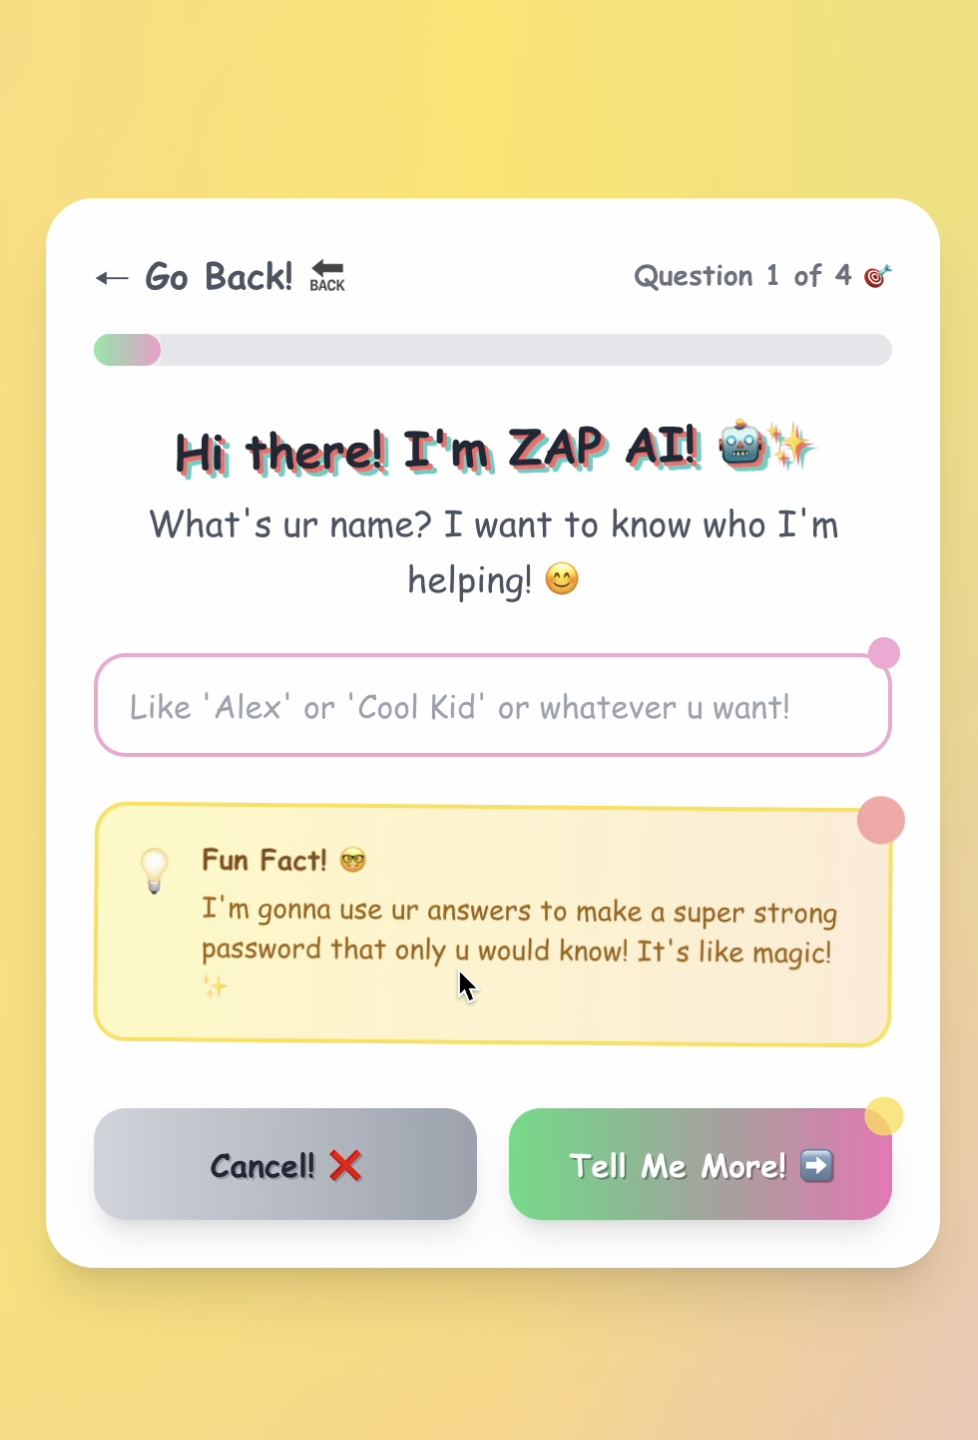 ← Go Back! 🔙 BACK
Question 1 of 4 🎯
Hi there! I'm ZAP AI! 🤖✨
What's ur name? I want to know who I'm
helping! 😊
Like 'Alex' or 'Cool Kid' or whatever u want!
💡 Fun Fact! 🤓
I'm gonna use ur answers to make a super strong
password that only u would know! It's like magic!
✨
Cancel! ❌
Tell Me More! ➡️